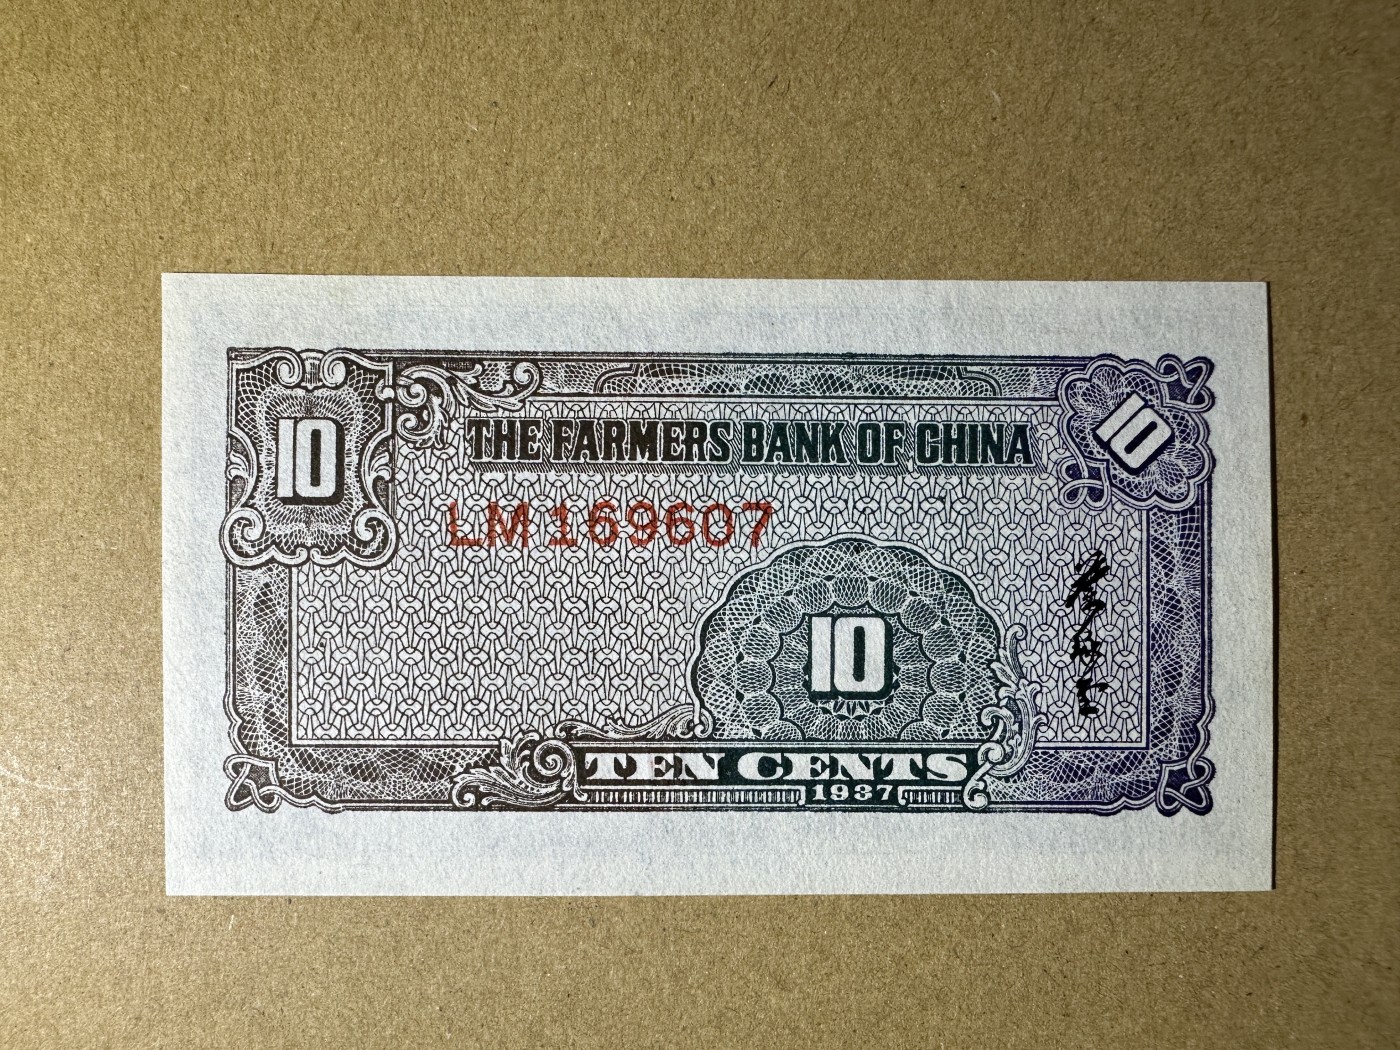 10
10
THE FARMERS BANK OF CHINA
LM 169607
10
TEN CENTS
1937